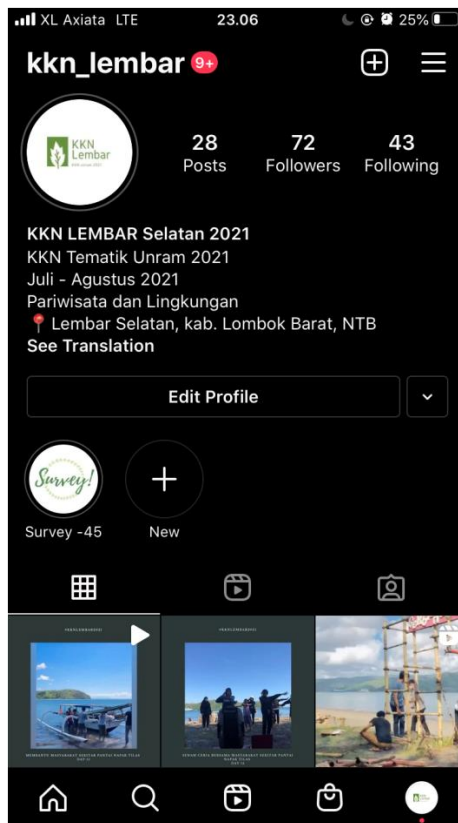 XL Axiata LTE 23.06 25%
kkn_lembar 9+
KKN
Lembar
28 72 43
Posts Followers Following
KKN LEMBAR Selatan 2021
KKN Tematik Unram 2021
Juli - Agustus 2021
Pariwisata dan Lingkungan
📍 Lembar Selatan, kab. Lombok Barat, NTB
See Translation
Edit Profile
Survey!
Survey -45 New